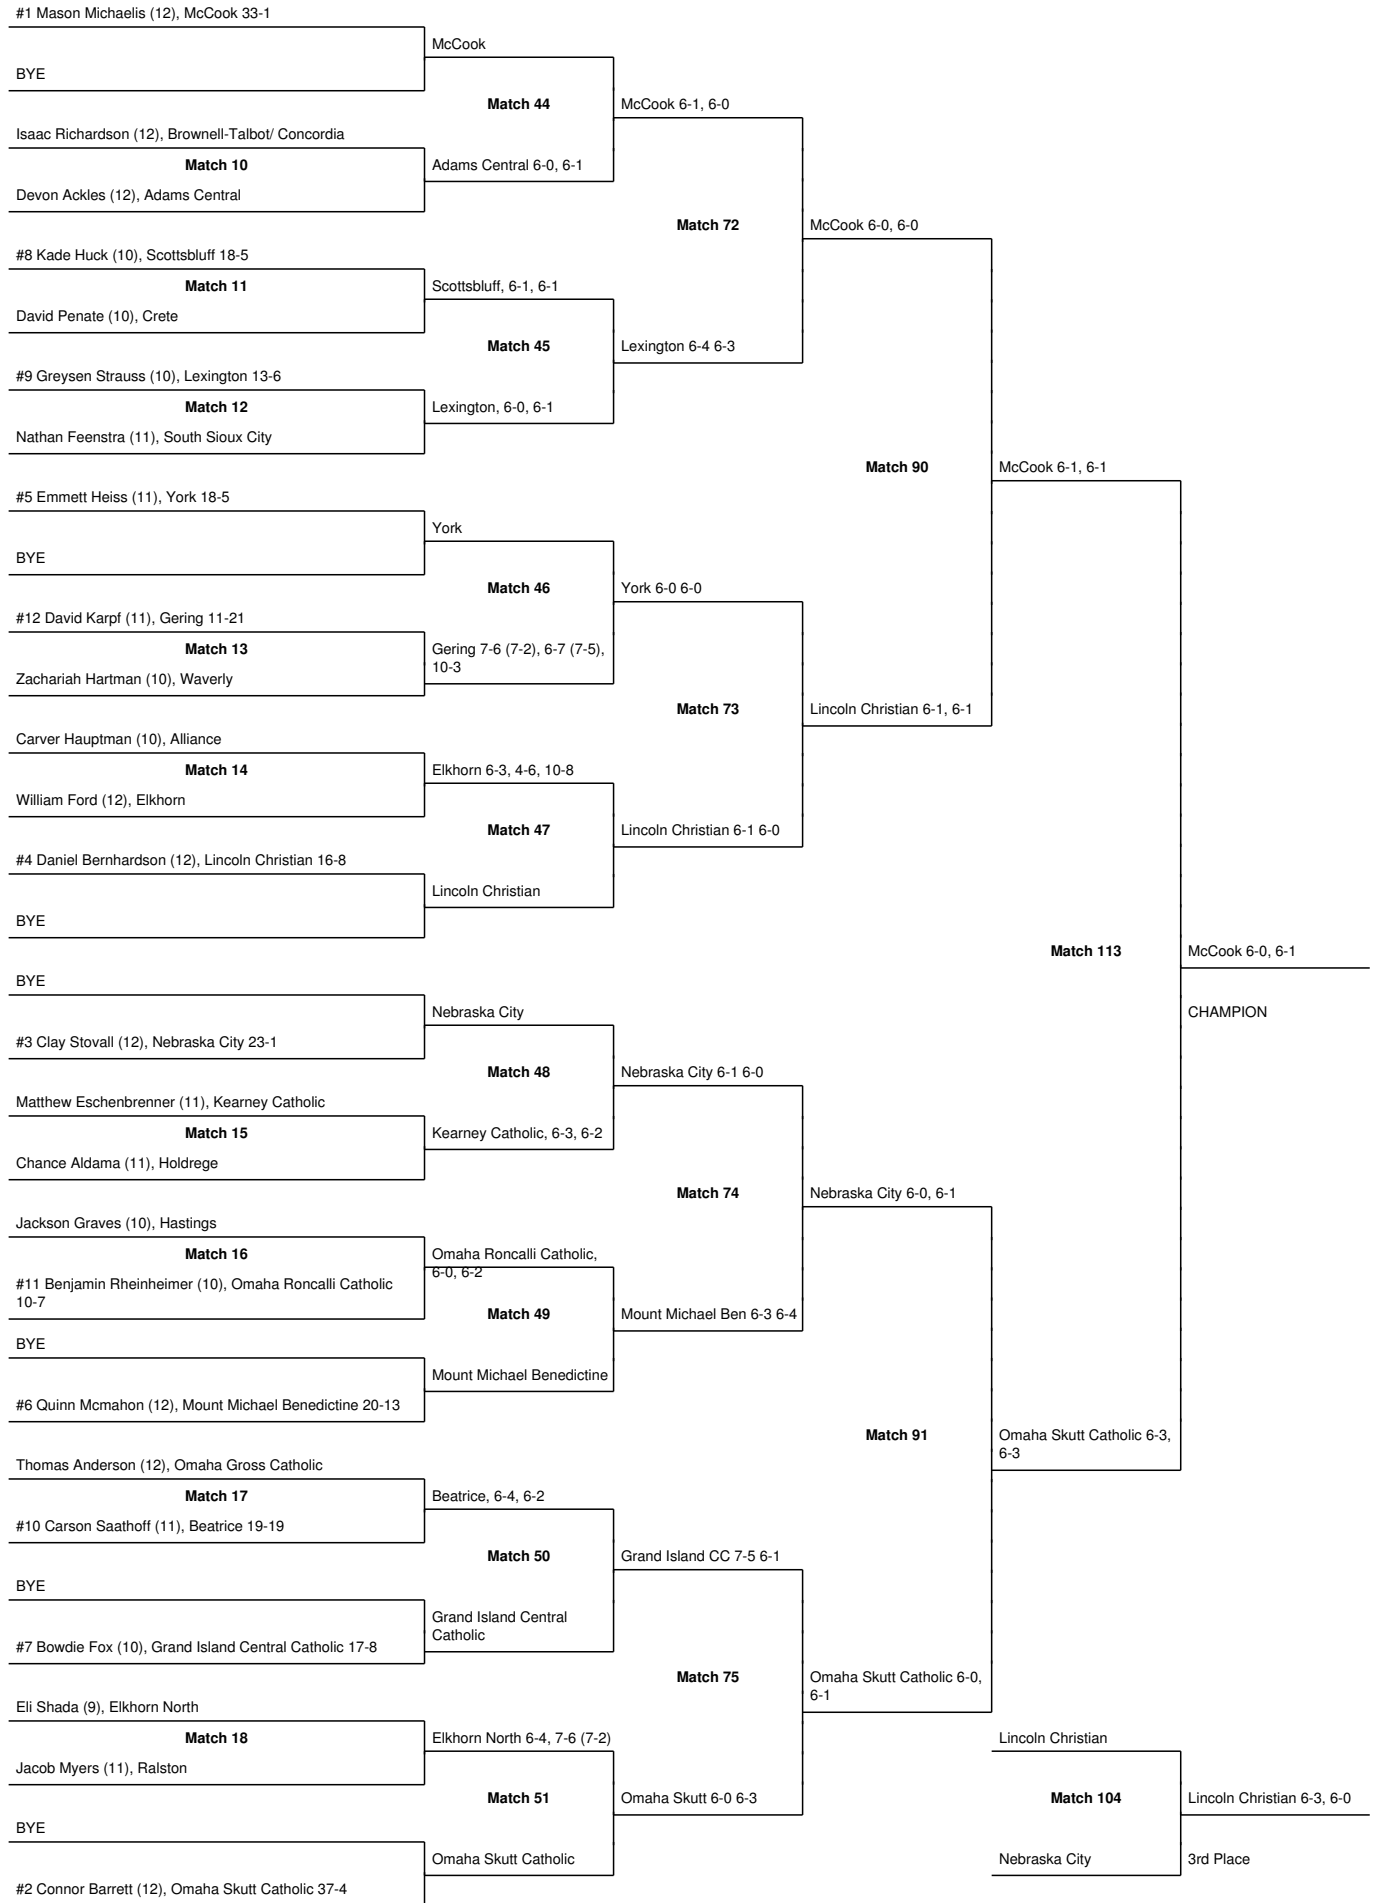 #1 Mason Michaelis (12), McCook 33-1
McCook
BYE
Match 44
McCook 6-1, 6-0
Isaac Richardson (12), Brownell-Talbot/ Concordia
Match 10
Adams Central 6-0, 6-1
Devon Ackles (12), Adams Central
Match 72
McCook 6-0, 6-0
#8 Kade Huck (10), Scottsbluff 18-5
Match 11
Scottsbluff, 6-1, 6-1
David Penate (10), Crete
Match 45
Lexington 6-4 6-3
#9 Greysen Strauss (10), Lexington 13-6
Match 12
Lexington, 6-0, 6-1
Nathan Feenstra (11), South Sioux City
Match 90
McCook 6-1, 6-1
#5 Emmett Heiss (11), York 18-5
York
BYE
Match 46
York 6-0 6-0
#12 David Karpf (11), Gering 11-21
Match 13
Gering 7-6 (7-2), 6-7 (7-5),
10-3
Zachariah Hartman (10), Waverly
Match 73
Lincoln Christian 6-1, 6-1
Carver Hauptman (10), Alliance
Match 14
Elkhorn 6-3, 4-6, 10-8
William Ford (12), Elkhorn
Match 47
Lincoln Christian 6-1 6-0
#4 Daniel Bernhardson (12), Lincoln Christian 16-8
Lincoln Christian
BYE
Match 113
McCook 6-0, 6-1
BYE
Nebraska City
CHAMPION
#3 Clay Stovall (12), Nebraska City 23-1
Match 48
Nebraska City 6-1 6-0
Matthew Eschenbrenner (11), Kearney Catholic
Match 15
Kearney Catholic, 6-3, 6-2
Chance Aldama (11), Holdrege
Match 74
Nebraska City 6-0, 6-1
Jackson Graves (10), Hastings
Match 16
Omaha Roncalli Catholic,
6-0, 6-2
#11 Benjamin Rheinheimer (10), Omaha Roncalli Catholic
10-7
Match 49
Mount Michael Ben 6-3 6-4
BYE
Mount Michael Benedictine
#6 Quinn Mcmahon (12), Mount Michael Benedictine 20-13
Match 91
Omaha Skutt Catholic 6-3,
6-3
Thomas Anderson (12), Omaha Gross Catholic
Match 17
Beatrice, 6-4, 6-2
#10 Carson Saathoff (11), Beatrice 19-19
Match 50
Grand Island CC 7-5 6-1
BYE
Grand Island Central
Catholic
#7 Bowdie Fox (10), Grand Island Central Catholic 17-8
Match 75
Omaha Skutt Catholic 6-0,
6-1
Eli Shada (9), Elkhorn North
Match 18
Elkhorn North 6-4, 7-6 (7-2)
Lincoln Christian
Jacob Myers (11), Ralston
Match 51
Omaha Skutt 6-0 6-3
Match 104
Lincoln Christian 6-3, 6-0
BYE
Omaha Skutt Catholic
Nebraska City
3rd Place
#2 Connor Barrett (12), Omaha Skutt Catholic 37-4